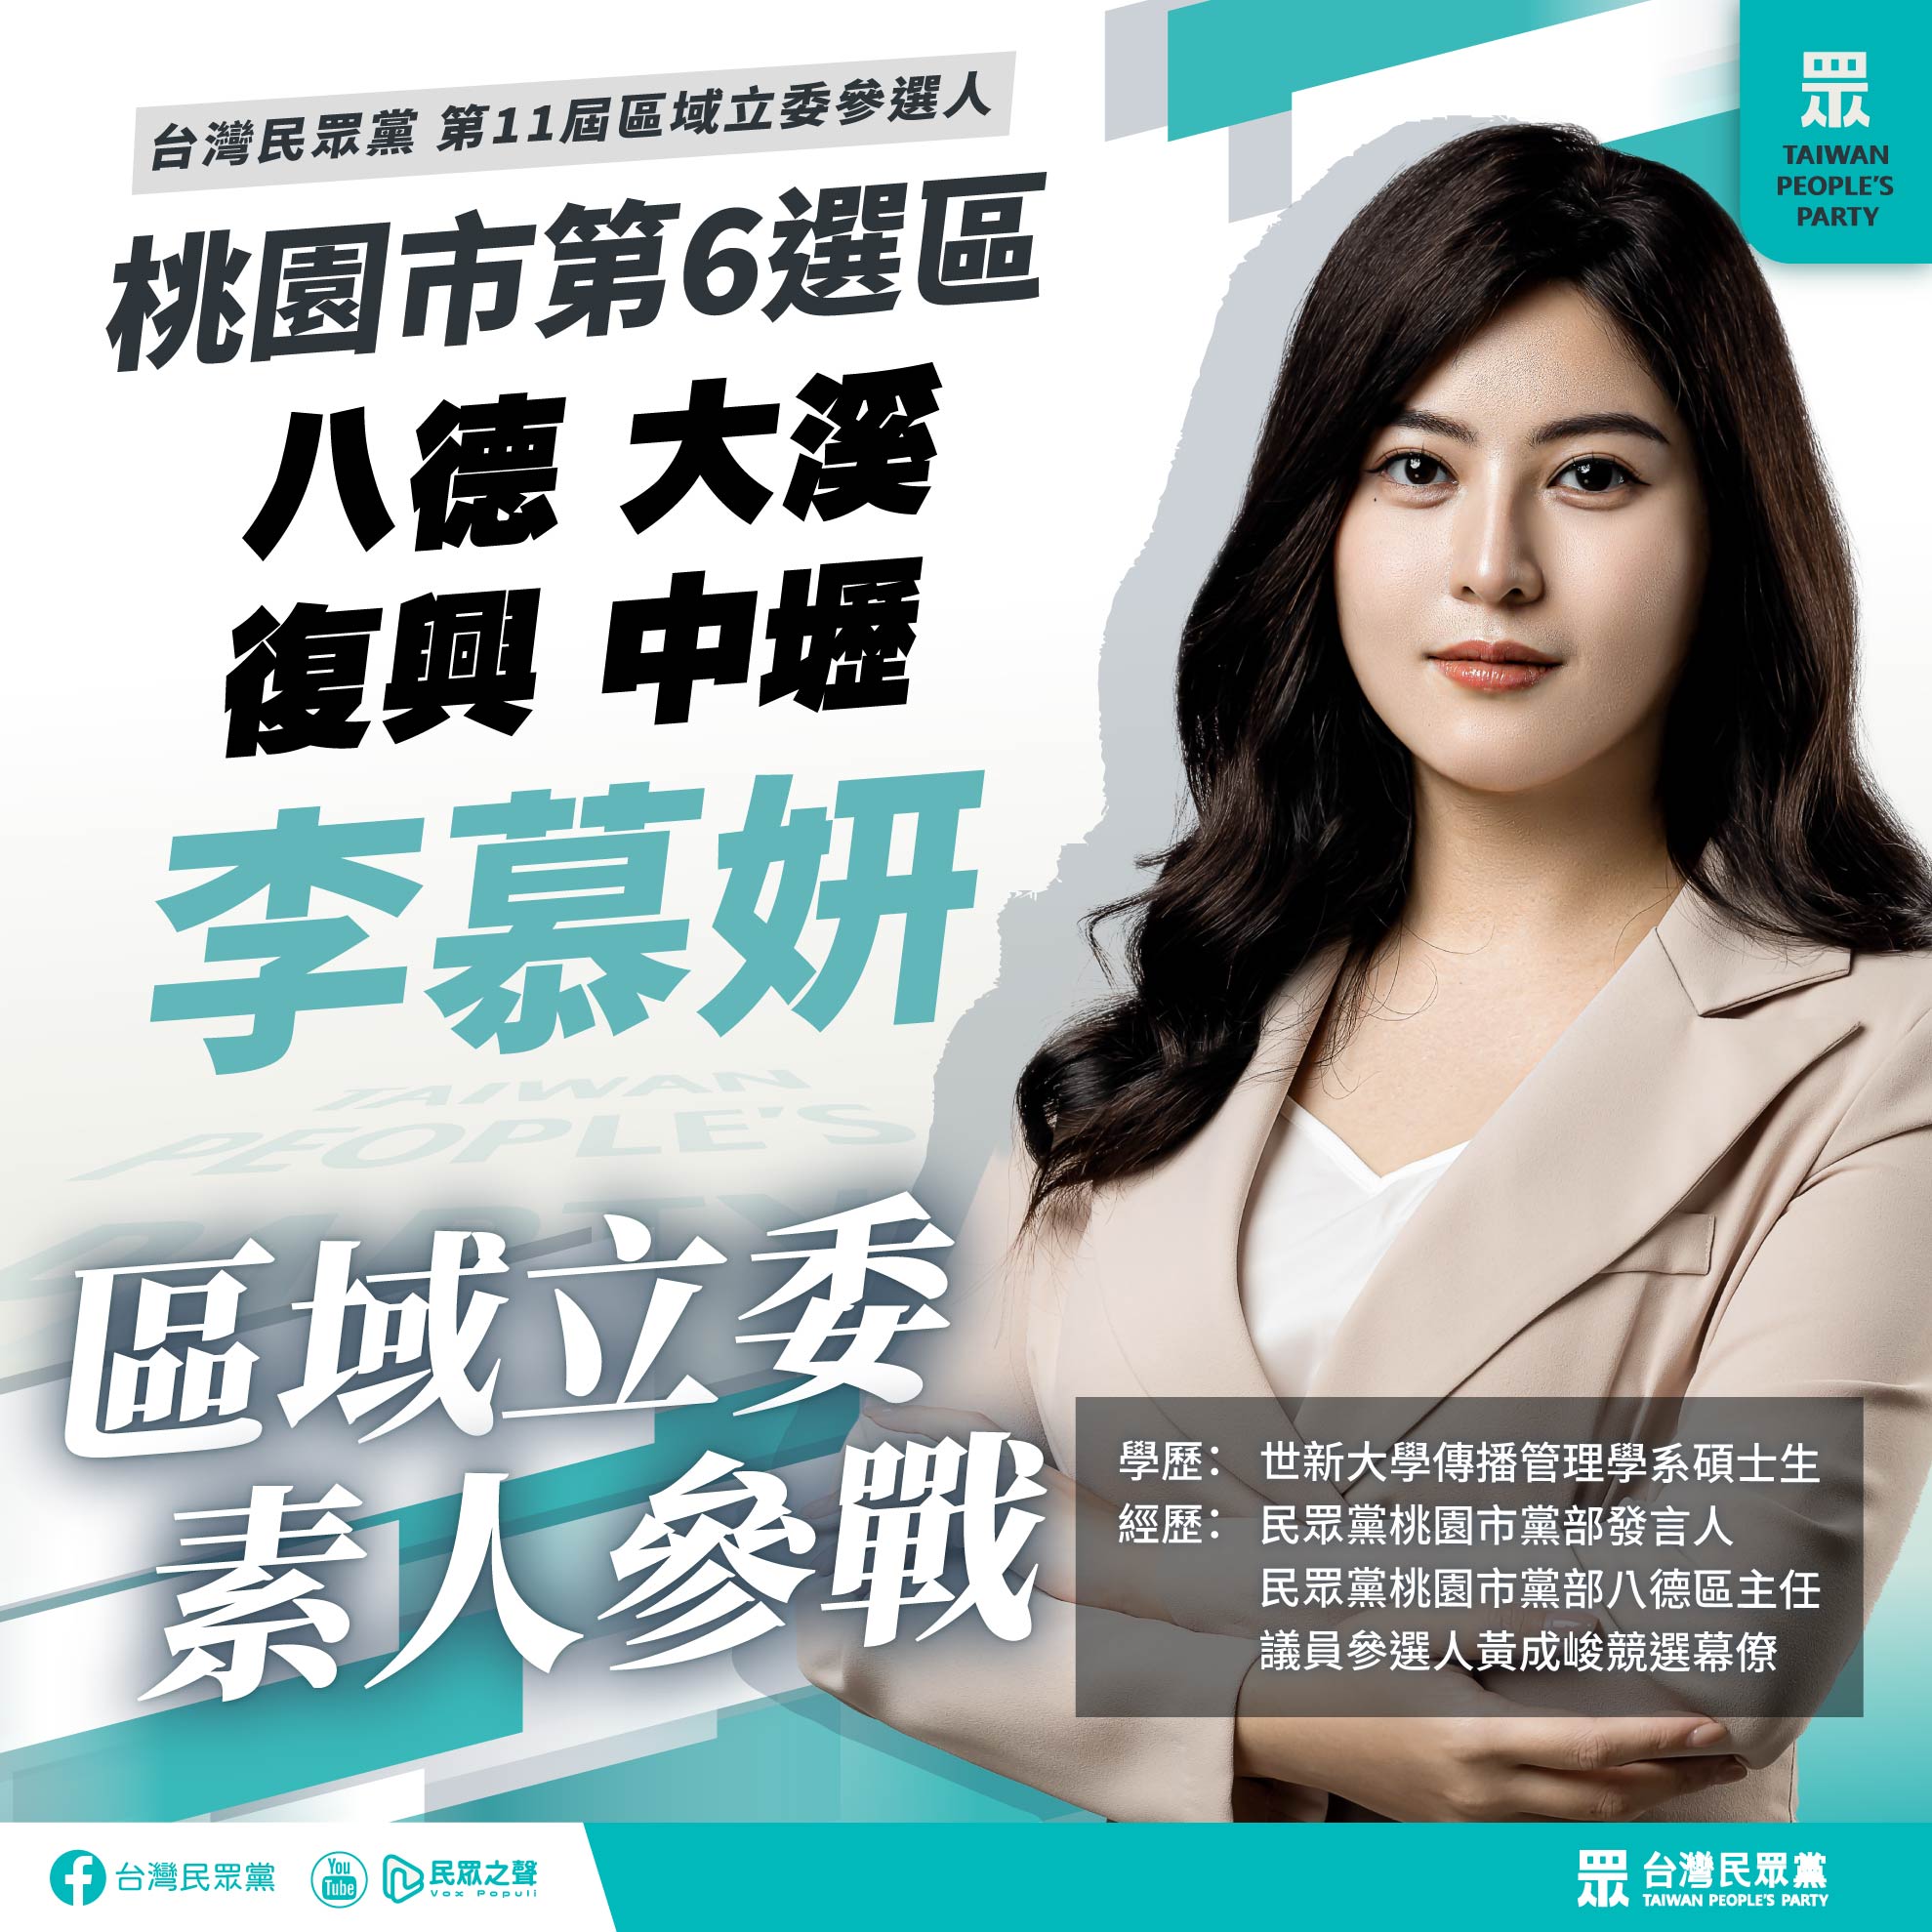 台灣民眾黨 第11屆區域立委參選人
桃園市第6選區
八德 大溪
復興 中壢
李慕妍
TAIWAN
PEOPLE'S
PARTY
區域立委
素人參戰
眾
TAIWAN
PEOPLE'S
PARTY
學歷： 世新大學傳播管理學系碩士生
經歷： 民眾黨桃園市黨部發言人
民眾黨桃園市黨部八德區主任
議員參選人黃成峻競選幕僚
台灣民眾黨
You
Tube
民眾之聲
Vox Populi
眾 台灣民眾黨
TAIWAN PEOPLE'S PARTY